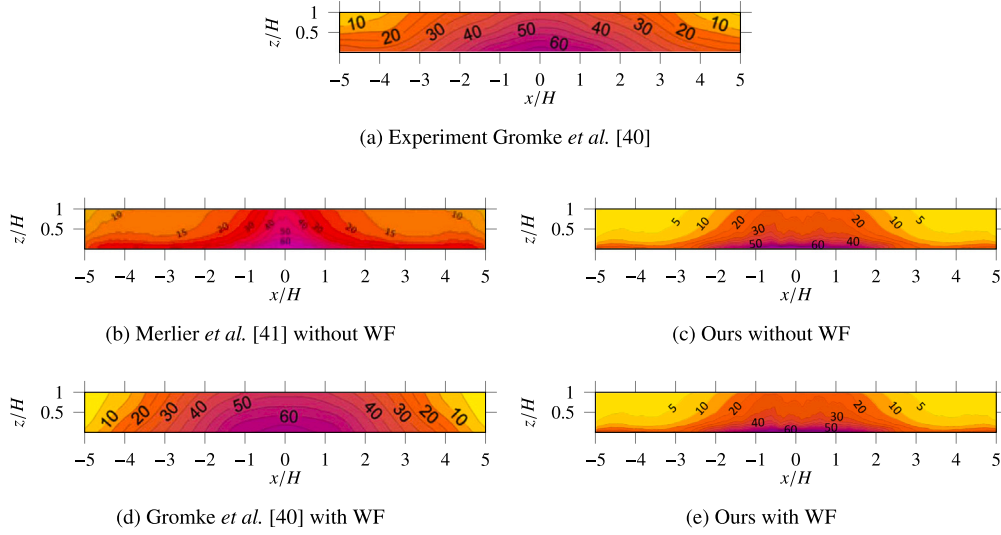 1
0.5
z/H
10 20 30 40 50 60 40 30 20 10
−5 −4 −3 −2 −1 0 1 2 3 4 5
x/H
(a) Experiment Gromke et al. [40]
1
0.5
z/H
10 15 20 30 50 60 30 20 15 10
−5 −4 −3 −2 −1 0 1 2 3 4 5
x/H
(b) Merlier et al. [41] without WF
1
0.5
z/H
5 10 20 30 50 60 40 20 10 5
−5 −4 −3 −2 −1 0 1 2 3 4 5
x/H
(c) Ours without WF
1
0.5
z/H
10 20 30 40 50 60 40 30 20 10
−5 −4 −3 −2 −1 0 1 2 3 4 5
x/H
(d) Gromke et al. [40] with WF
1
0.5
z/H
5 10 20 40 60 50 30 20 10 5
−5 −4 −3 −2 −1 0 1 2 3 4 5
x/H
(e) Ours with WF